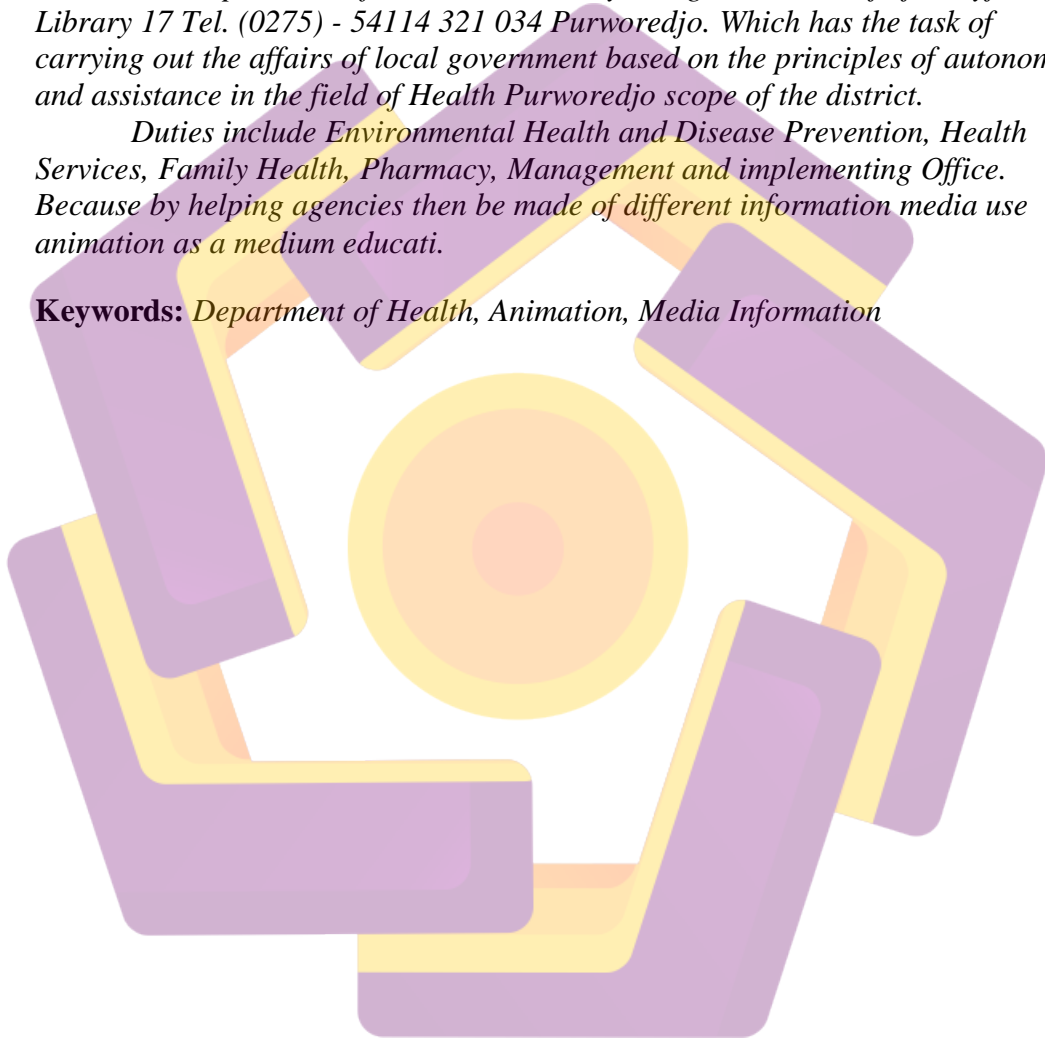 Library 17 Tel. (0275) - 54114 321 034 Purworedjo. Which has the task of
carrying out the affairs of local government based on the principles of autonom
and assistance in the field of Health Purworedjo scope of the district.
Duties include Environmental Health and Disease Prevention, Health
Services, Family Health, Pharmacy, Management and implementing Office.
Because by helping agencies then be made of different information media use
animation as a medium educati.
Keywords: Department of Health, Animation, Media Information